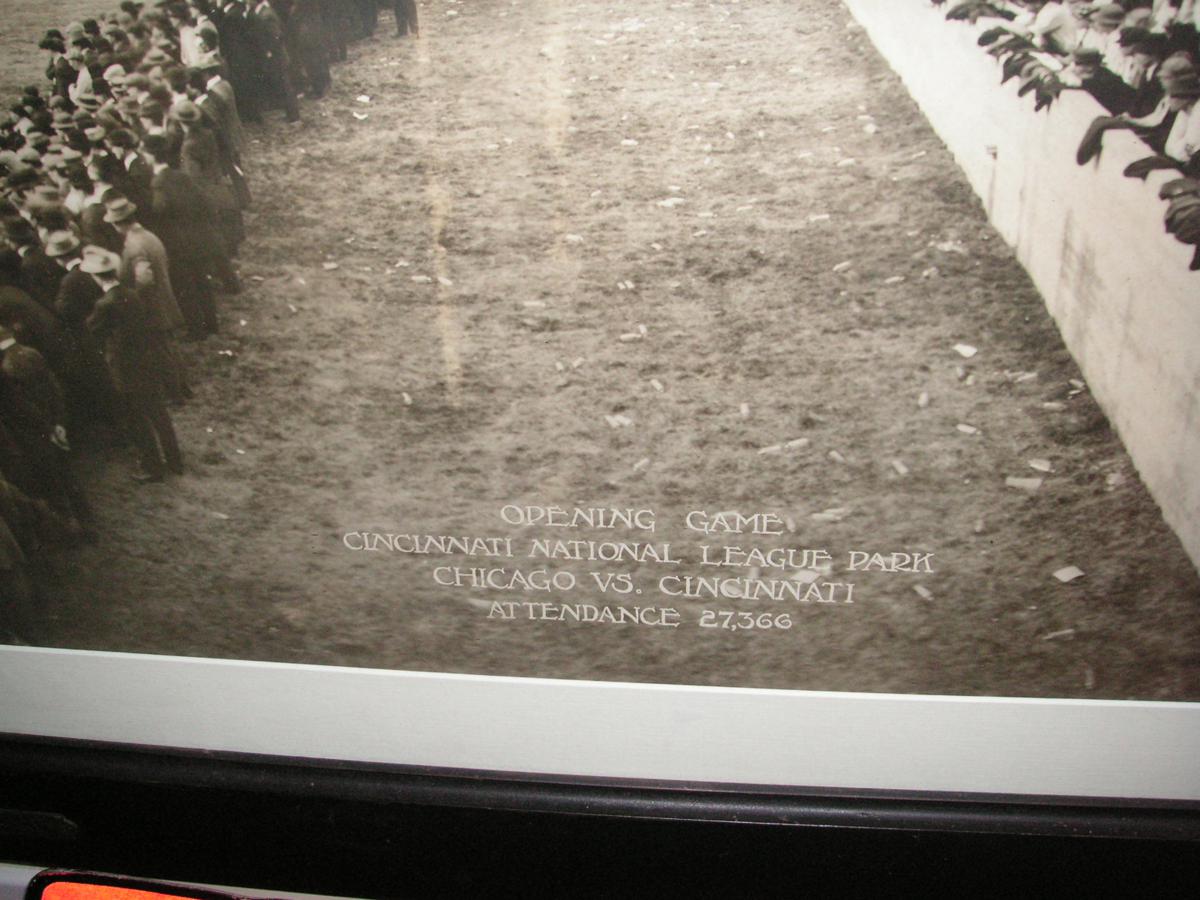 OPENING GAME
CINCINNATI NATIONAL LEAGUE PARK
CHICAGO VS. CINCINNATI
ATTENDANCE 27,366